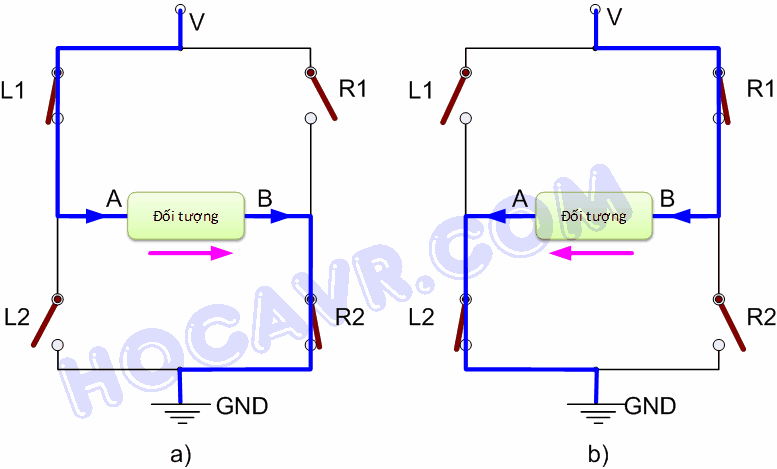 V
L1
R1
A
Đối tượng
B
L2
R2
GND
a)
V
L1
R1
A
Đối tượng
B
L2
R2
GND
b)
HOCAVR.COM